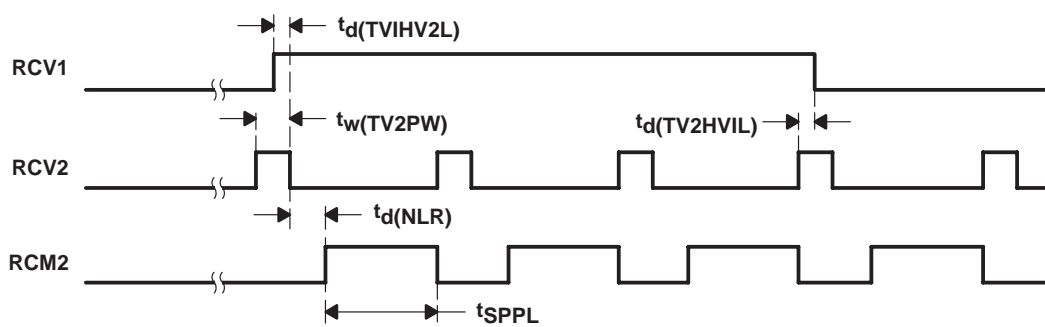 td(TVIHV2L)
RCV1
tw(TV2PW)
td(TV2HVIL)
RCV2
td(NLR)
RCM2
tSPPL